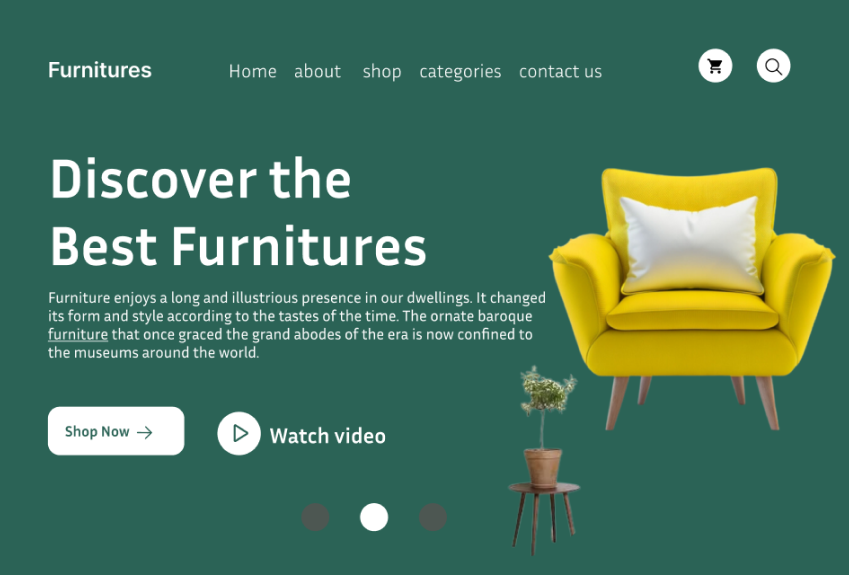 Furnitures
Home about shop categories contact us
Discover the
Best Furnitures
Furniture enjoys a long and illustrious presence in our dwellings. It changed
its form and style according to the tastes of the time. The ornate baroque
furniture that once graced the grand abodes of the era is now confined to
the museums around the world.
Shop Now →
Watch video